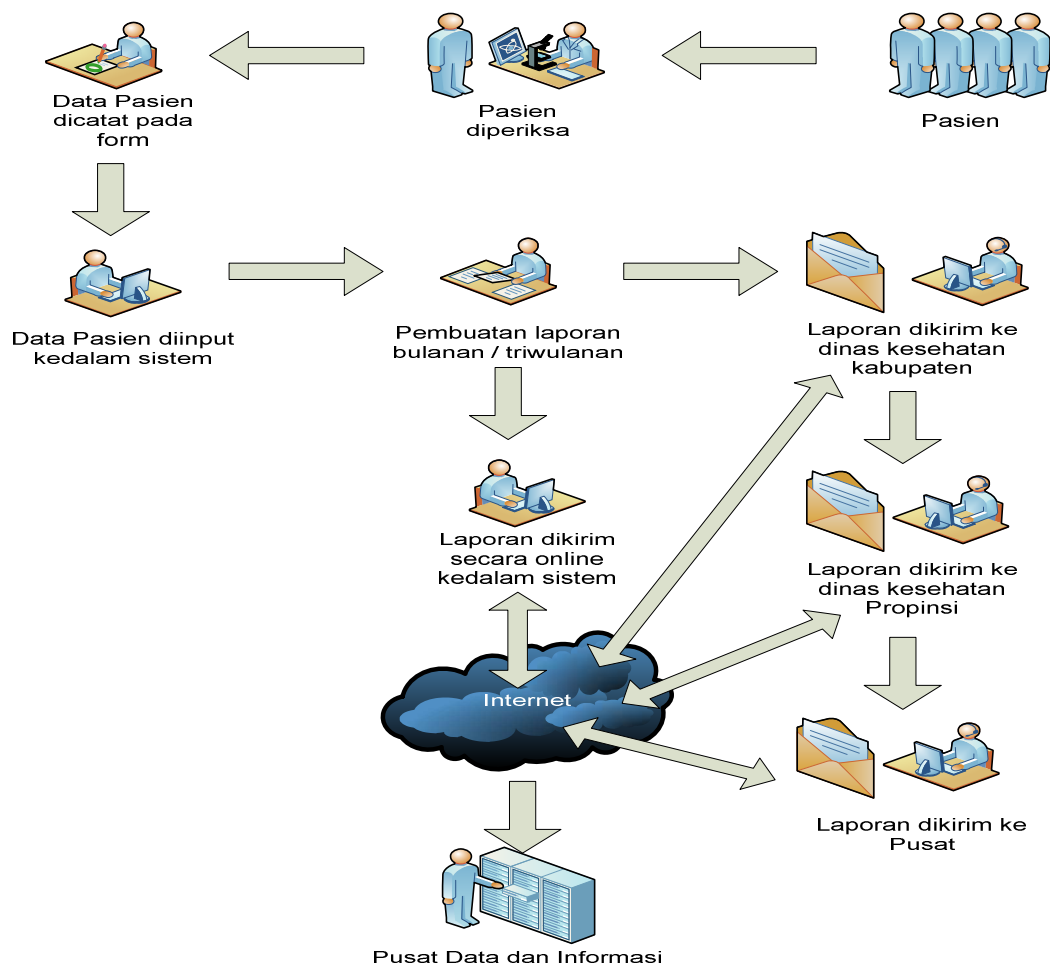 Data Pasien
dicatat pada
form
Pasien
diperiksa
Pasien
Data Pasien diinput
kedalam sistem
Pembuatan laporan
bulanan / triwulanan
Laporan dikirim ke
dinas kesehatan
kabupaten
Laporan dikirim
secara online
kedalam sistem
Laporan dikirim ke
dinas kesehatan
Propinsi
Internet
Laporan dikirim ke
Pusat
Pusat Data dan Informasi